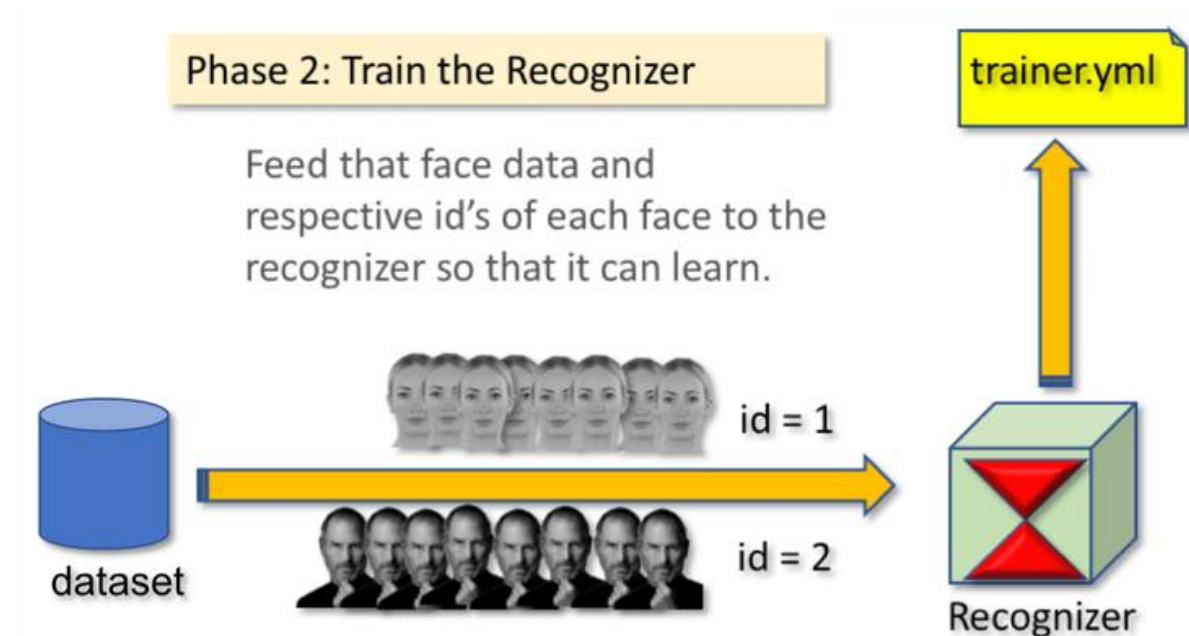 Phase 2: Train the Recognizer
trainer.yml
Feed that face data and
respective id's of each face to the
recognizer so that it can learn.
id = 1
id = 2
dataset
Recognizer